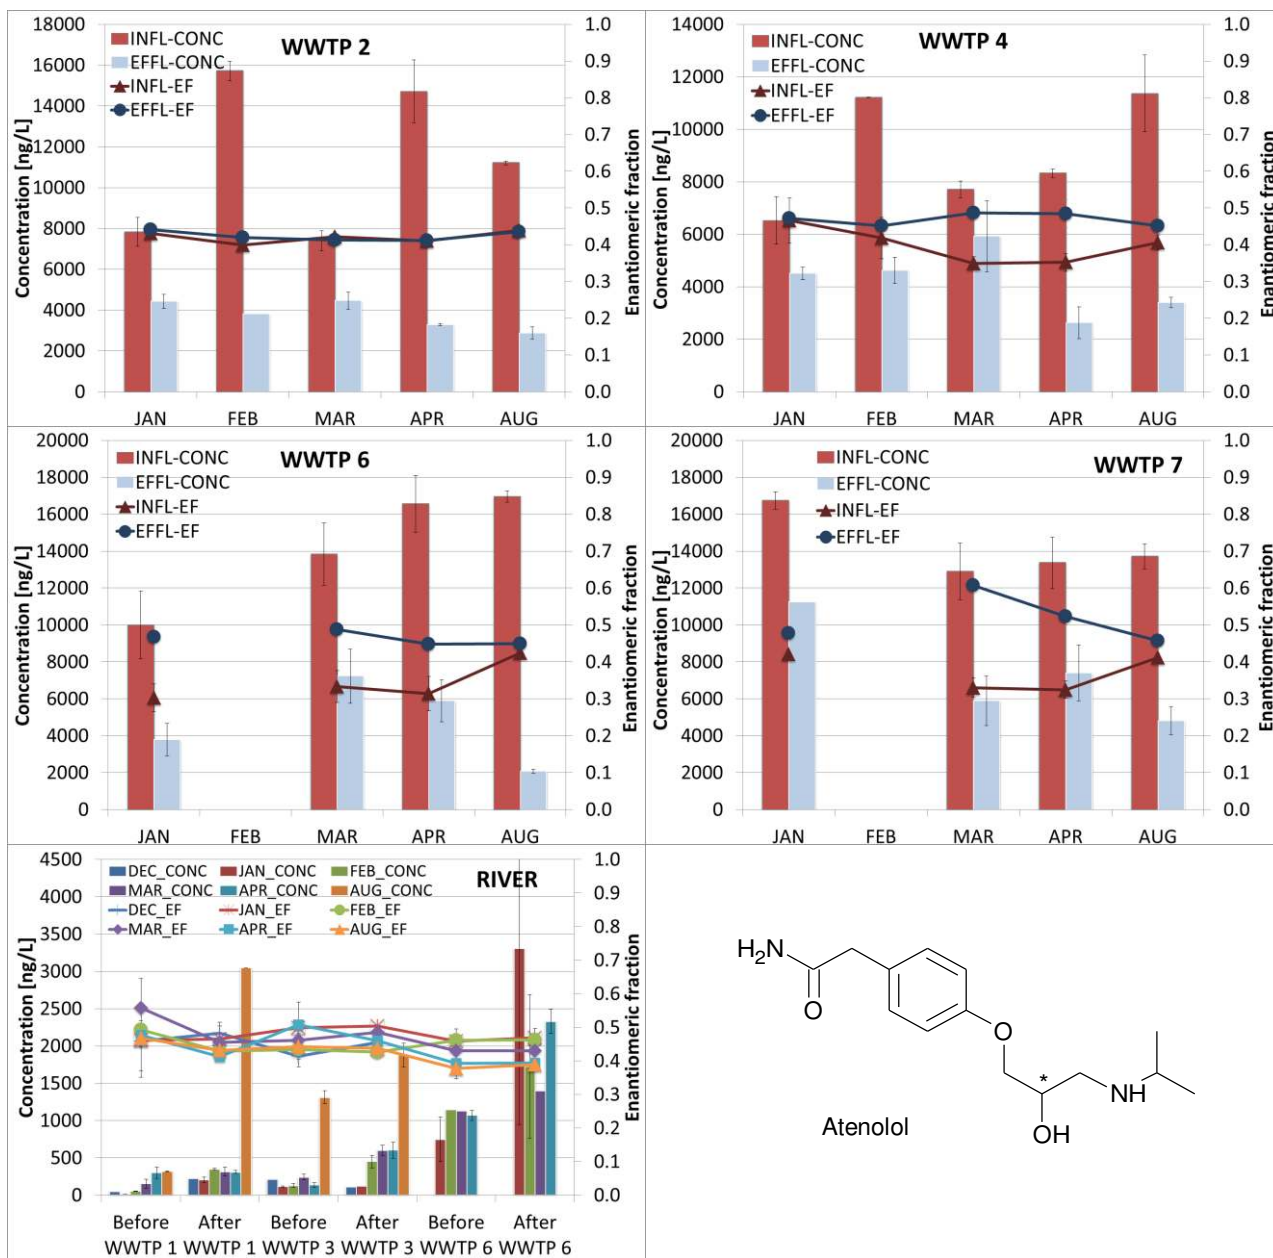 WWTP 2
INFL-CONC
EFFL-CONC
INFL-EF
EFFL-EF
Concentration [ng/L]
18000
16000
14000
12000
10000
8000
6000
4000
2000
0
1.0
0.9
0.8
0.7
0.6
0.5
0.4
0.3
0.2
0.1
0.0
Enantiomeric fraction
JAN FEB MAR APR AUG
WWTP 4
INFL-CONC
EFFL-CONC
INFL-EF
EFFL-EF
Concentration [ng/L]
14000
12000
10000
8000
6000
4000
2000
0
1.0
0.9
0.8
0.7
0.6
0.5
0.4
0.3
0.2
0.1
0.0
Enantiomeric fraction
JAN FEB MAR APR AUG
WWTP 6
INFL-CONC
EFFL-CONC
INFL-EF
EFFL-EF
Concentration [ng/L]
20000
18000
16000
14000
12000
10000
8000
6000
4000
2000
0
1.0
0.9
0.8
0.7
0.6
0.5
0.4
0.3
0.2
0.1
0.0
Enantiomeric fraction
JAN FEB MAR APR AUG
WWTP 7
INFL-CONC
EFFL-CONC
INFL-EF
EFFL-EF
Concentration [ng/L]
20000
18000
16000
14000
12000
10000
8000
6000
4000
2000
0
1.0
0.9
0.8
0.7
0.6
0.5
0.4
0.3
0.2
0.1
0.0
Enantiomeric fraction
JAN FEB MAR APR AUG
RIVER
DEC_CONC JAN_CONC FEB_CONC
MAR_CONC APR_CONC AUG_CONC
DEC_EF JAN_EF FEB_EF
MAR_EF APR_EF AUG_EF
Concentration [ng/L]
4500
4000
3500
3000
2500
2000
1500
1000
500
0
1.0
0.9
0.8
0.7
0.6
0.5
0.4
0.3
0.2
0.1
0.0
Enantiomeric fraction
Before After Before After Before After
WWTP 1 WWTP 1 WWTP 3 WWTP 3 WWTP 6 WWTP 6
H2N
O
O
*
NH
OH
Atenolol